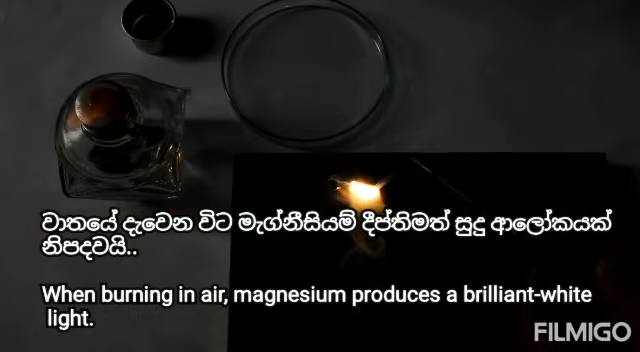 වාතයේ දැවෙන විට මැග්නීසියම් දීප්තිමත් සුදු ආලෝකයක්
නිපදවයි..
When burning in air, magnesium produces a brilliant-white
light.
FILMIGO